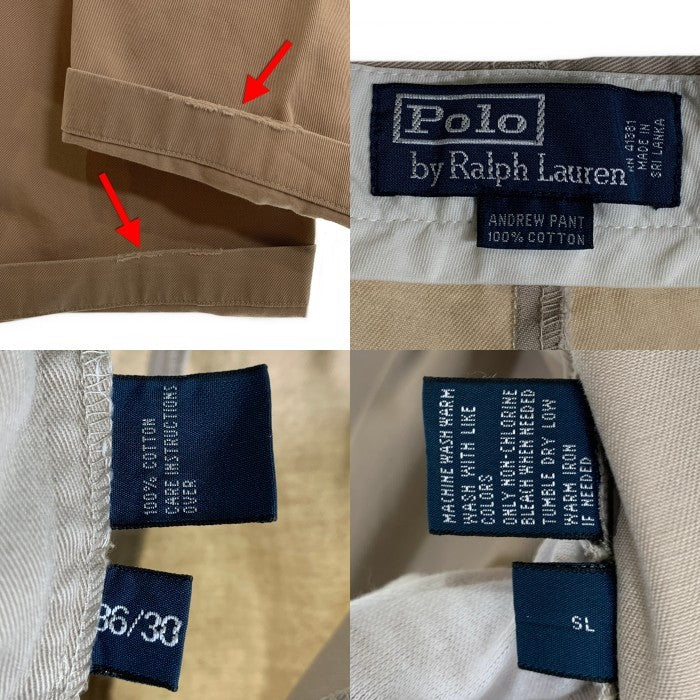 Polo
by Ralph Lauren
RN 41381
MADE IN
SRI LANKA
ANDREW PANT
100% COTTON
100% COTTON
CARE INSTRUCTIONS
OVER
36/30
MACHINE WASH WARM
WASH WITH LIKE
COLORS
ONLY NON-CHLORINE
BLEACH WHEN NEEDED
TUMBLE DRY LOW
WARM IRON
IF NEEDED
SL